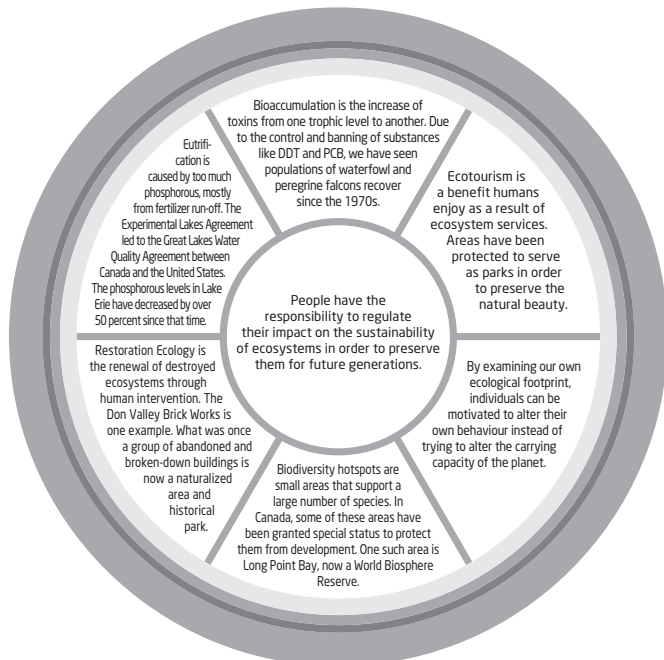 Bioaccumulation is the increase of
toxins from one trophic level to another. Due
to the control and banning of substances
like DDT and PCB, we have seen
populations of waterfowl and
peregrine falcons recover
since the 1970s.
Ecotourism is
a benefit humans
enjoy as a result of
ecosystem services.
Areas have been
protected to serve
as parks in order
to preserve the
natural beauty.
By examining our own
ecological footprint,
individuals can be
motivated to alter their
own behaviour instead of
trying to alter the carrying
capacity of the planet.
Biodiversity hotspots are
small areas that support a
large number of species. In
Canada, some of these areas have
been granted special status to protect
them from development. One such area is
Long Point Bay, now a World Biosphere
Reserve.
Restoration Ecology is
the renewal of destroyed
ecosystems through
human intervention. The
Don Valley Brick Works is
one example. What was once
a group of abandoned and
broken-down buildings is
now a naturalized
area and
historical
park.
Eutrifi-
cation is
caused by too much
phosphorous, mostly
from fertilizer run-off. The
Experimental Lakes Agreement
led to the Great Lakes Water
Quality Agreement between
Canada and the United States.
The phosphorous levels in Lake
Erie have decreased by over
50 percent since that time.
People have the
responsibility to regulate
their impact on the sustainability
of ecosystems in order to preserve
them for future generations.